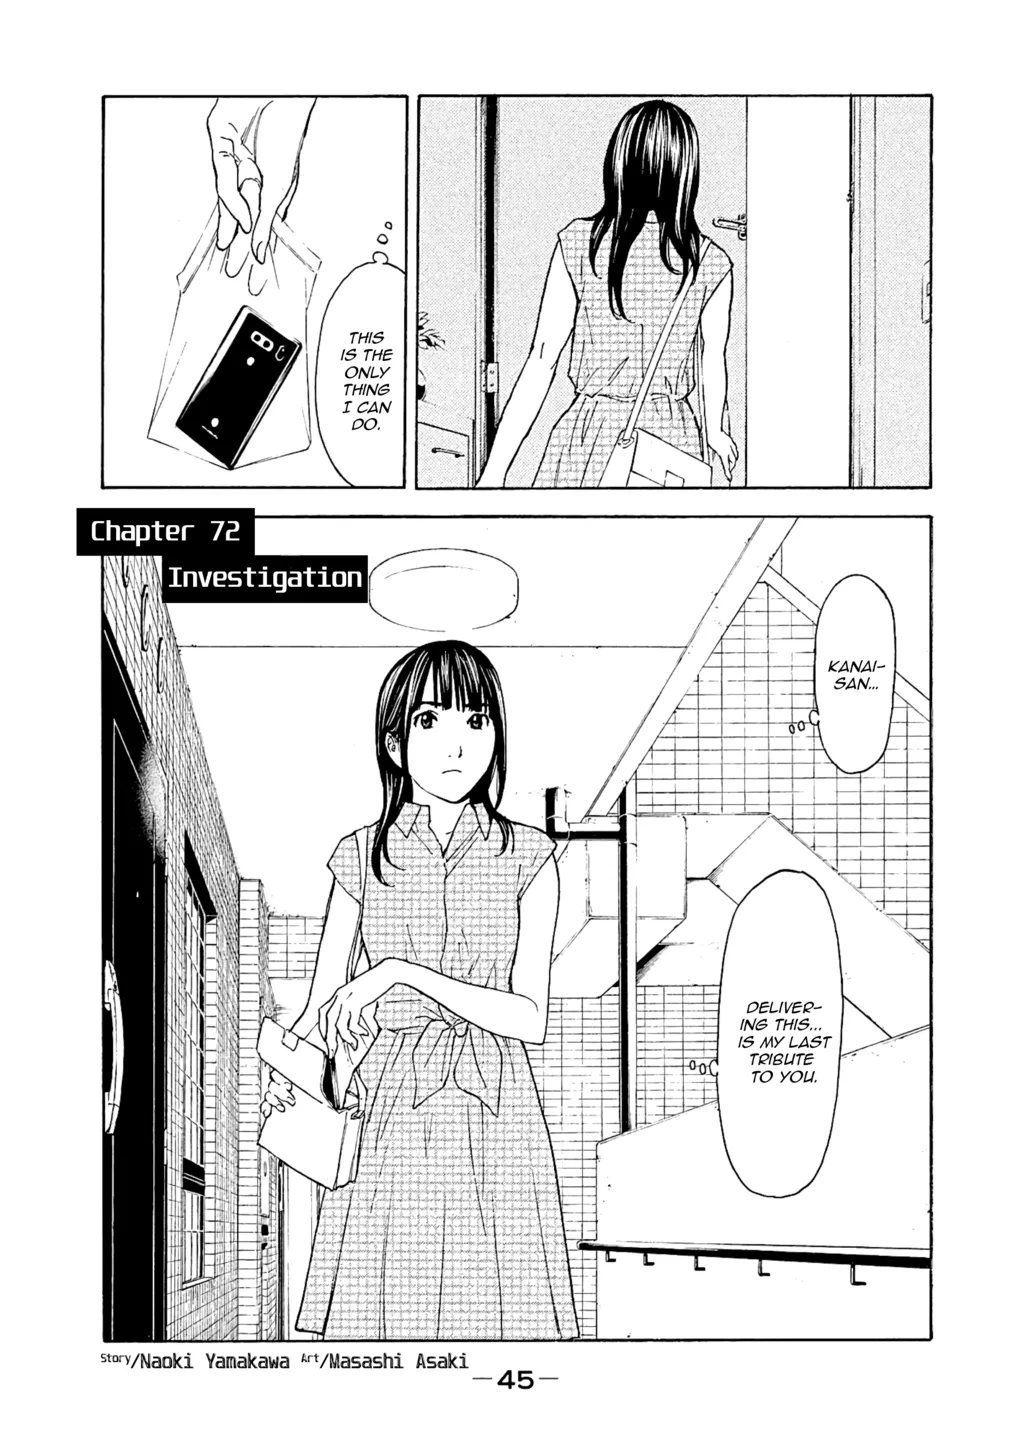 THIS
IS THE
ONLY
THING
I CAN
DO.
Chapter 72
Investigation
KANAI-
SAN...
DELIVER-
ING THIS...
IS MY LAST
TRIBUTE
TO YOU.
Story/Naoki Yamakawa Art/Masashi Asaki
—45—